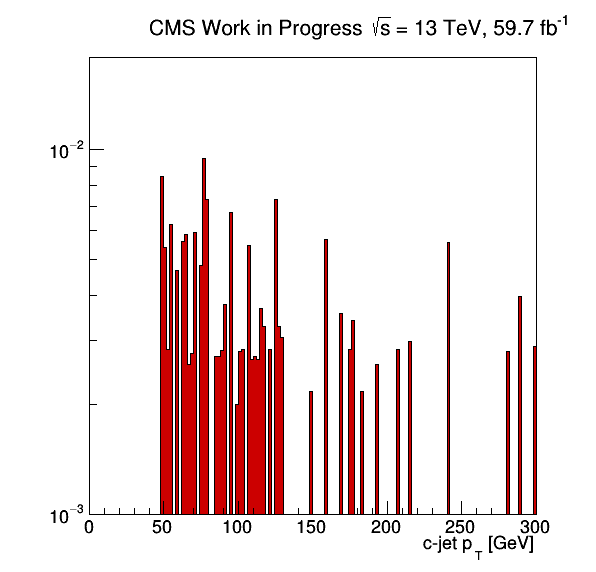 CMS Work in Progress √s = 13 TeV, 59.7 fb⁻¹
10⁻²
10⁻³
0 50 100 150 200 250 300
c-jet p_T [GeV]